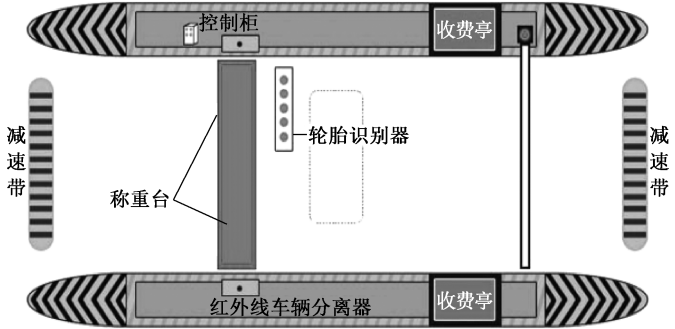 控制柜
收费亭
轮胎识别器
减速带
减速带
称重台
红外线车辆分离器
收费亭